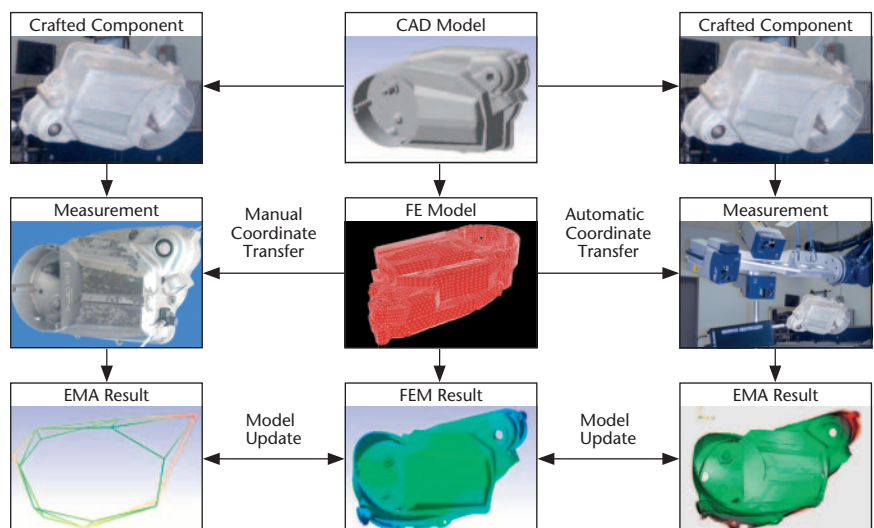 Crafted Component
CAD Model
Crafted Component
Measurement
Manual
Coordinate
Transfer
FE Model
Automatic
Coordinate
Transfer
Measurement
EMA Result
Model
Update
FEM Result
Model
Update
EMA Result